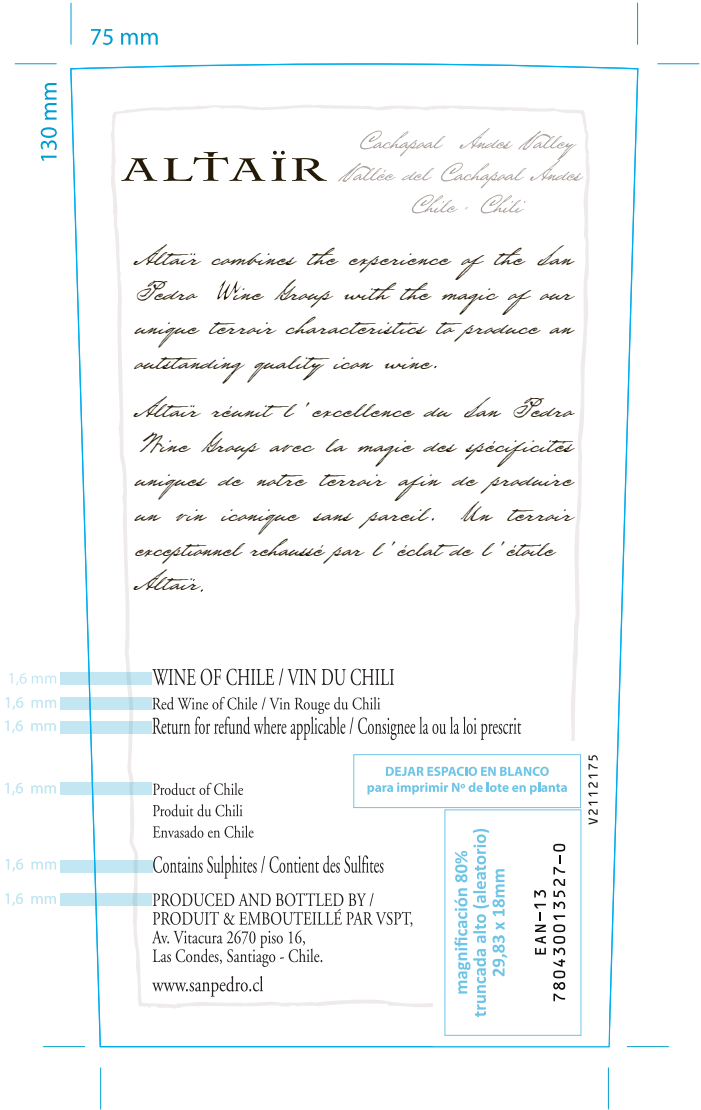 75 mm
130 mm
ALTAÏR
Cachapoal Andes Valley
Vallée del Cachapoal Andes
Chile - Chili
Altaïr combines the experience of the San
Pedro Wine Group with the magic of our
unique terroir characteristics to produce an
outstanding quality icon wine.
Altaïr réunit l'excellence du San Pedro
Wine Group avec la magie des spécificités
uniques de notre terroir afin de produire
un vin iconique sans pareil. Un terroir
exceptionnel rehaussé par l'éclat de l'étoile
Altaïr.
1,6 mm
WINE OF CHILE / VIN DU CHILI
1,6 mm
Red Wine of Chile / Vin Rouge du Chili
1,6 mm
Return for refund where applicable / Consignee la ou la loi prescrit
DEJAR ESPACIO EN BLANCO
para imprimir Nº de lote en planta
V2112175
1,6 mm
Product of Chile
Produit du Chili
Envasado en Chile
1,6 mm
Contains Sulphites / Contient des Sulfites
1,6 mm
PRODUCED AND BOTTLED BY /
PRODUIT & EMBOUTEILLÉ PAR VSPT,
Av. Vitacura 2670 piso 16,
Las Condes, Santiago - Chile.
www.sanpedro.cl
magnificación 80%
truncada alto (aleatorio)
29,83 x 18mm
EAN-13
780430013527-0